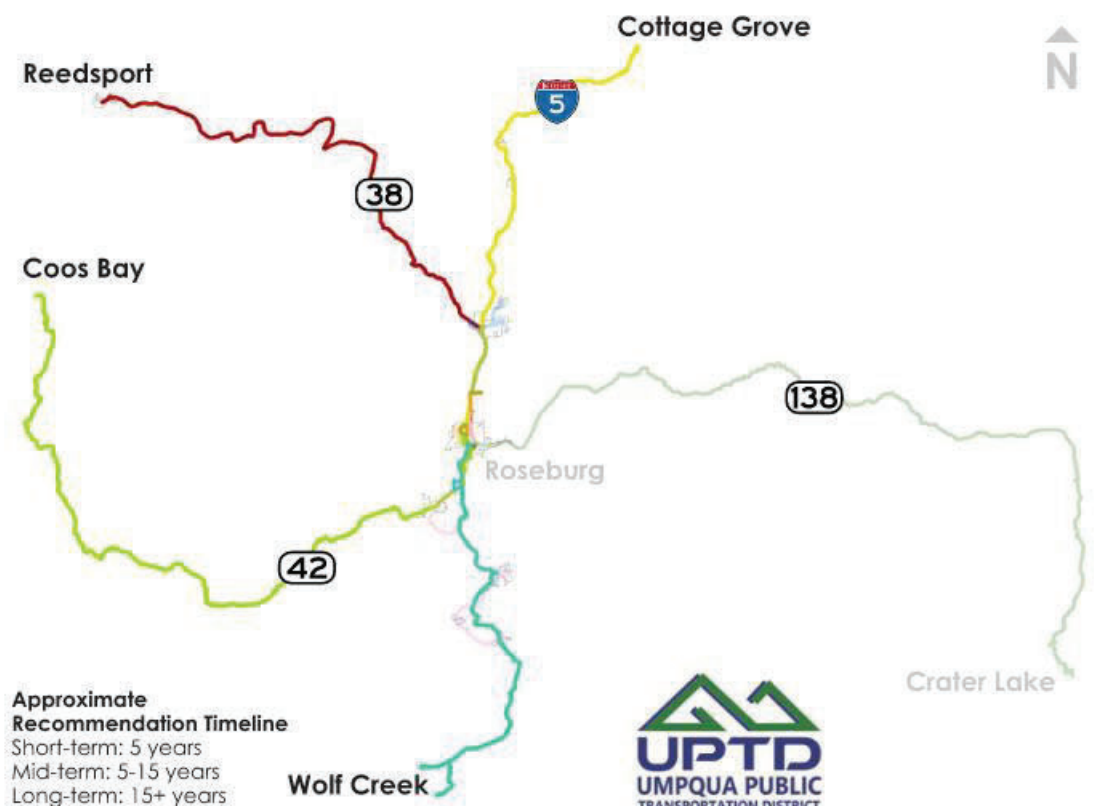 Cottage Grove
Reedsport
N
5
38
Coos Bay
138
Roseburg
42
Crater Lake
Approximate
Recommendation Timeline
Short-term: 5 years
Mid-term: 5-15 years
Long-term: 15+ years
Wolf Creek
UPTD
UMPQUA PUBLIC
TRANSPORTATION DISTRICT